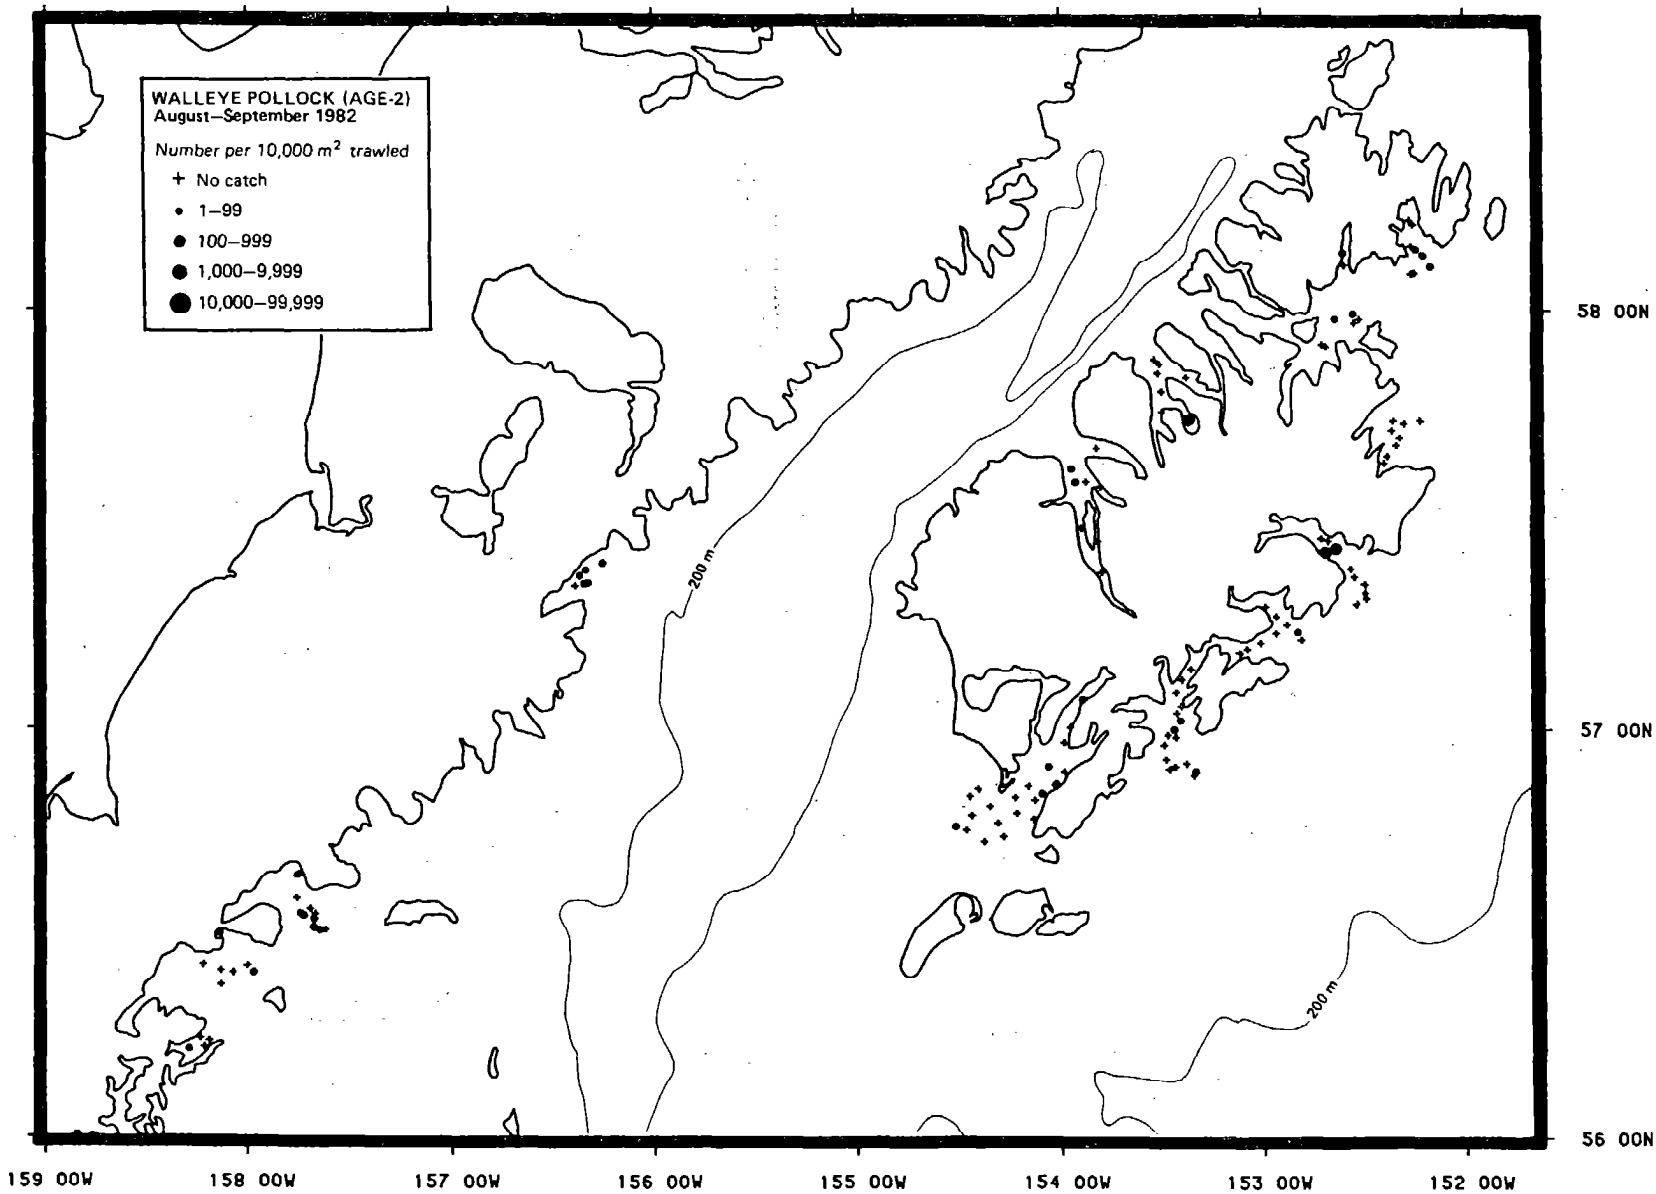 WALLEYE POLLOCK (AGE-2)
August—September 1982
Number per 10,000 m² trawled
+ No catch
• 1—99
• 100—999
● 1,000—9,999
● 10,000—99,999
58 00N
200 m
57 00N
200 m
56 00N
159 00W 158 00W 157 00W 156 00W 155 00W 154 00W 153 00W 152 00W